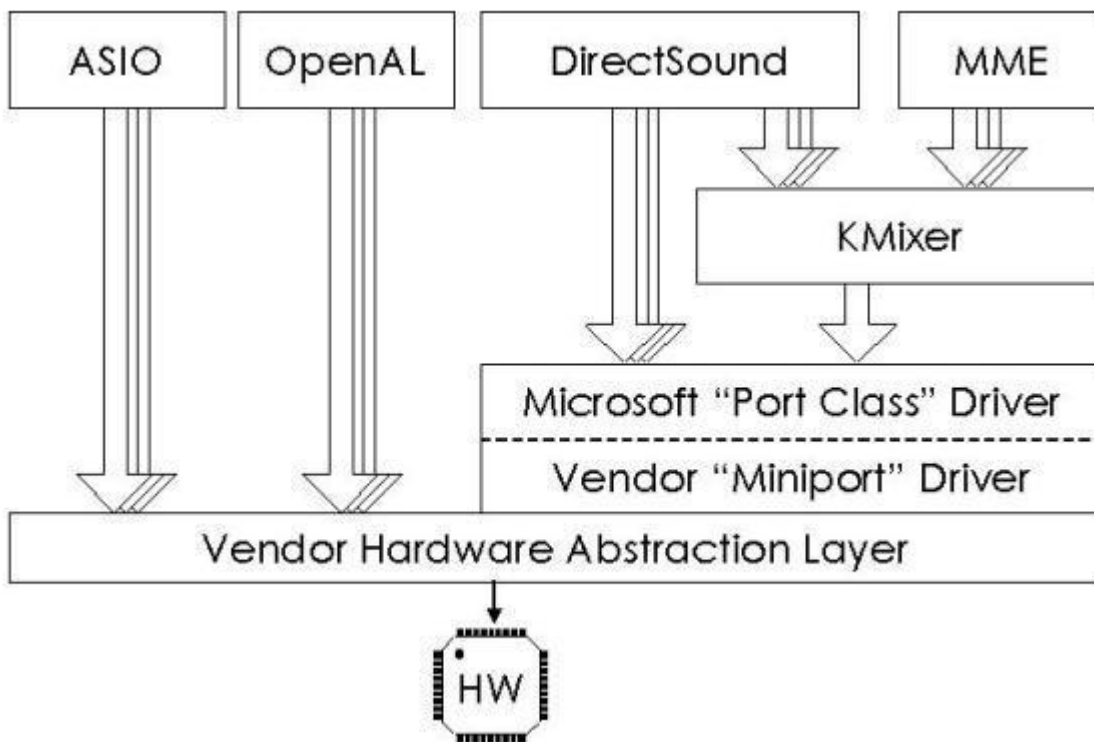 ASIO
OpenAL
DirectSound
MME
KMixer
Microsoft “Port Class” Driver
Vendor “Miniport” Driver
Vendor Hardware Abstraction Layer
HW